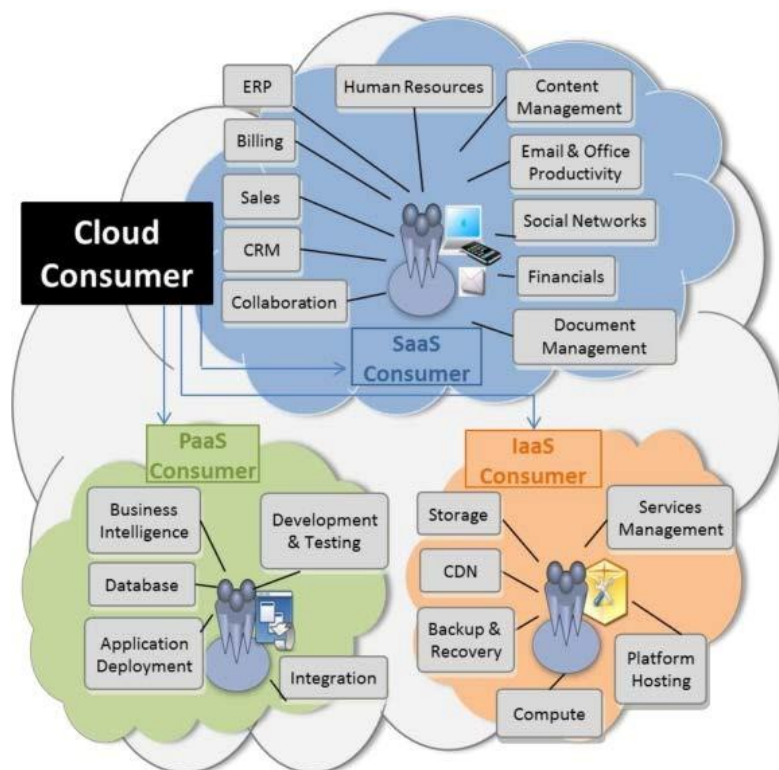 ERP
Human Resources
Content
Management
Billing
Email & Office
Productivity
Sales
Social Networks
Cloud
Consumer
CRM
Financials
Collaboration
Document
Management
SaaS
Consumer
PaaS
Consumer
Business
Intelligence
Development
& Testing
Database
Application
Deployment
Integration
IaaS
Consumer
Storage
Services
Management
CDN
Backup &
Recovery
Platform
Hosting
Compute